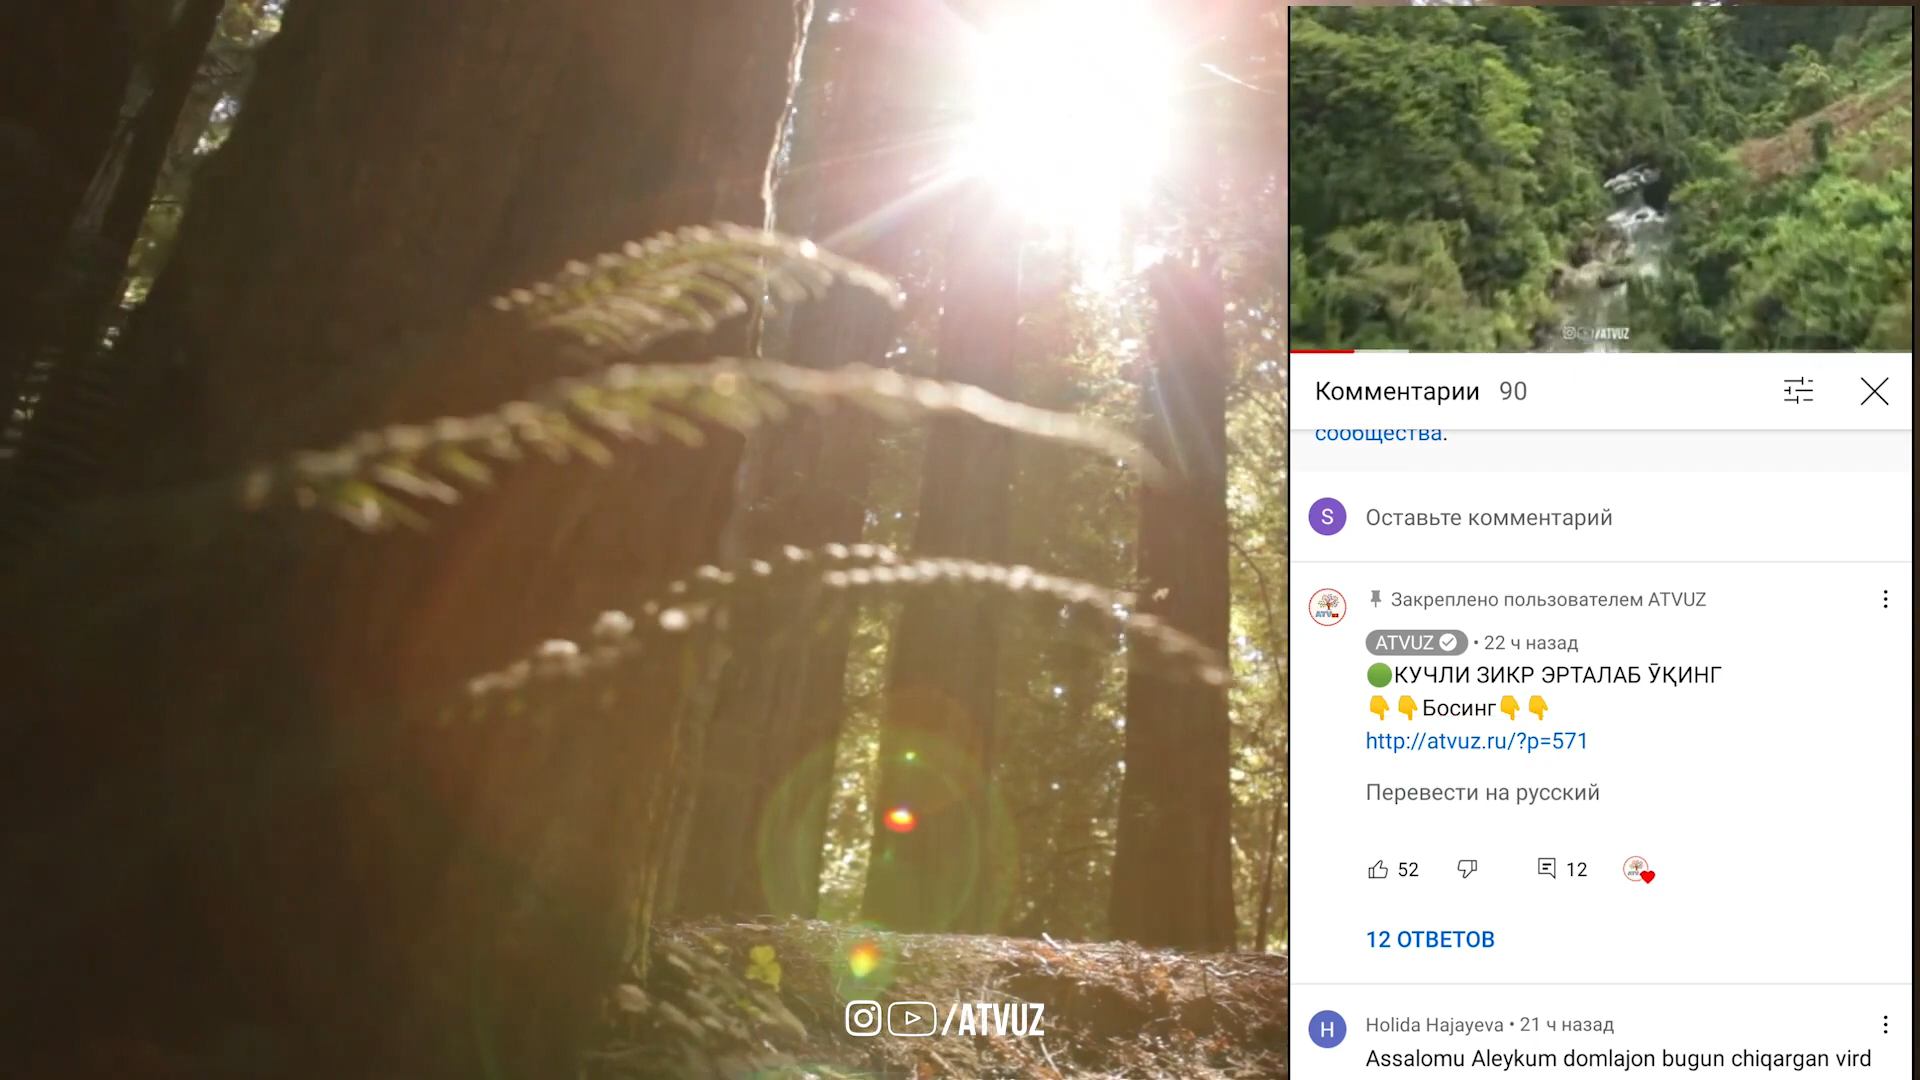 /ATVUZ
/ATVUZ
Комментарии 90
сообщества.
S
Оставьте комментарий
Закреплено пользователем ATVUZ
ATVUZ • 22 ч назад
КУЧЛИ ЗИКР ЭРТАЛАБ ЎҚИНГ
👇👇Босинг👇👇
http://atvuz.ru/?p=571
Перевести на русский
52 12
12 ОТВЕТОВ
H
Holida Hajayeva • 21 ч назад
Assalomu Aleykum domlajon bugun chiqargan vird